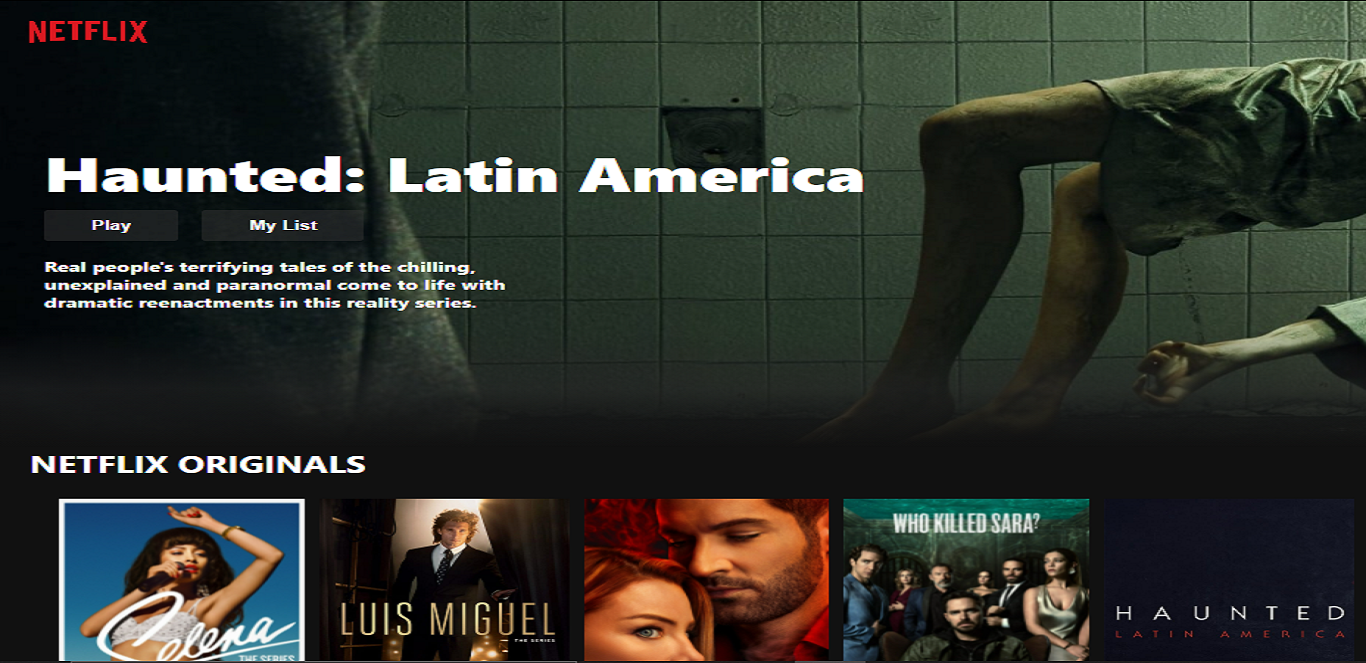 NETFLIX
Haunted: Latin America
Play
My List
Real people's terrifying tales of the chilling,
unexplained and paranormal come to life with
dramatic reenactments in this reality series.
NETFLIX ORIGINALS
Selena
THE SERIES
LUIS MIGUEL
THE SERIES
WHO KILLED SARA?
HAUNTED
LATIN AMERICA